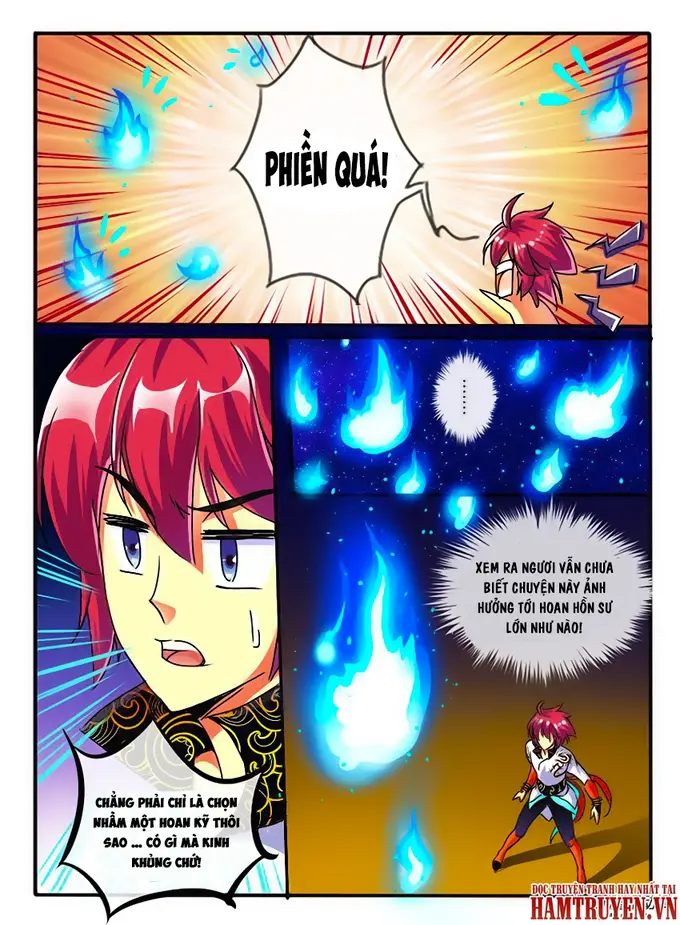 PHIỀN QUÁ!
........
CHẲNG PHẢI CHỈ LÀ CHỌN
NHẦM MỘT HOAN KỸ THÔI
SAO ... CÓ GÌ MÀ KINH
KHỦNG CHỨ!
XEM RA NGƯƠI VẪN CHƯA
BIẾT CHUYỆN NÀY ẢNH
HƯỞNG TỚI HOAN HỒN SƯ
LỚN NHƯ NÀO!
ĐỌC TRUYỆN TRANH HAY NHẤT TẠI
HAMTRUYEN.VN